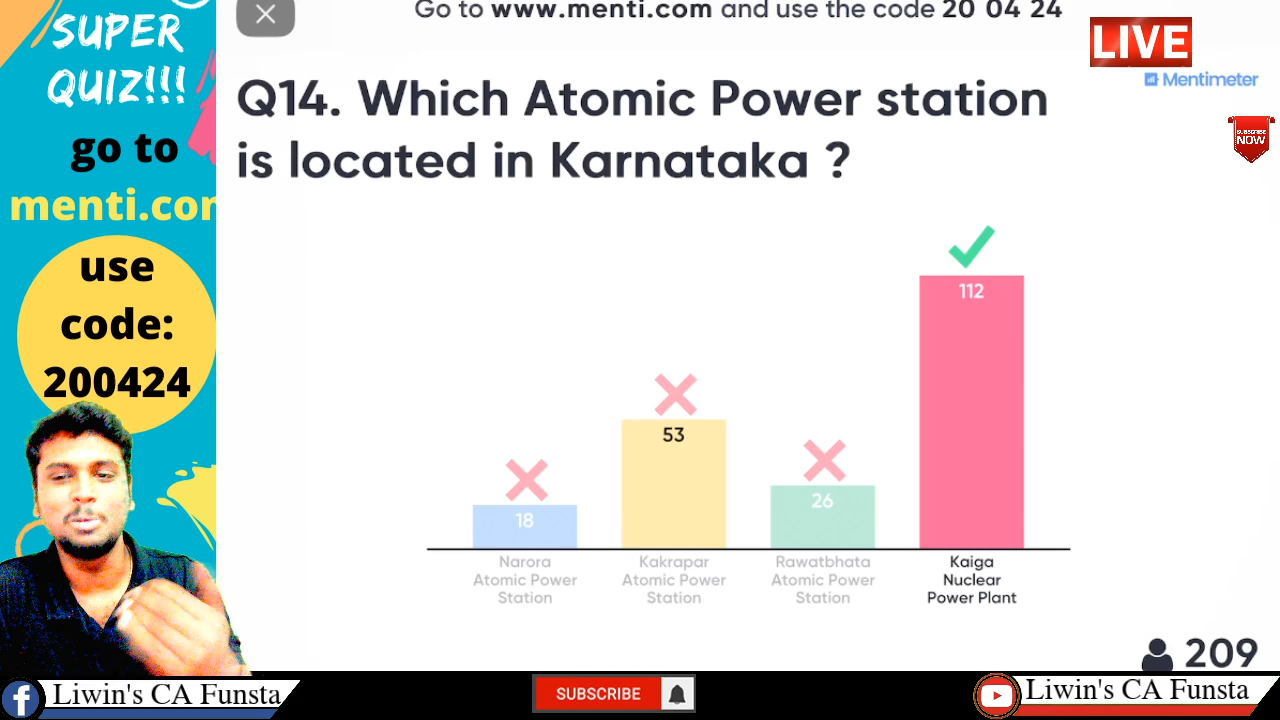 SUPER
QUIZ!!!
go to
menti.cor
use
code:
200424
Go to www.menti.com and use the code 20 04 24
LIVE
Mentimeter
SUBSCRIBE
NOW
Q14. Which Atomic Power station
is located in Karnataka ?
18
53
26
112
Narora
Atomic Power
Station
Kakrapar
Atomic Power
Station
Rawatbhata
Atomic Power
Station
Kaiga
Nuclear
Power Plant
209
Liwin's CA Funsta
SUBSCRIBE
Liwin's CA Funsta